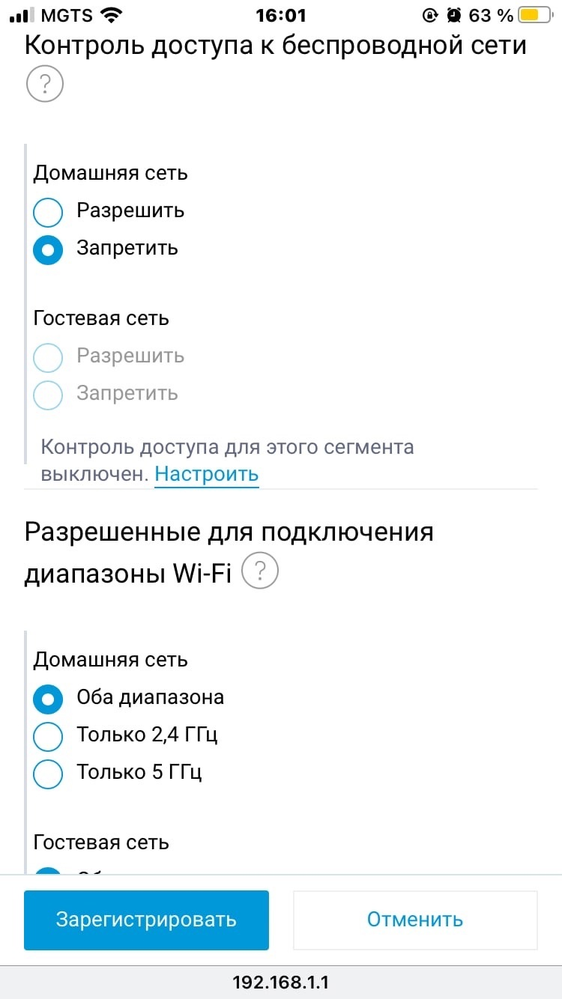 MGTS 16:01 63 %
Контроль доступа к беспроводной сети
?
Домашняя сеть
Разрешить
Запретить
Гостевая сеть
Разрешить
Запретить
Контроль доступа для этого сегмента
выключен. Настроить
Разрешенные для подключения
диапазоны Wi-Fi ?
Домашняя сеть
Оба диапазона
Только 2,4 ГГц
Только 5 ГГц
Гостевая сеть
Зарегистрировать Отменить
192.168.1.1